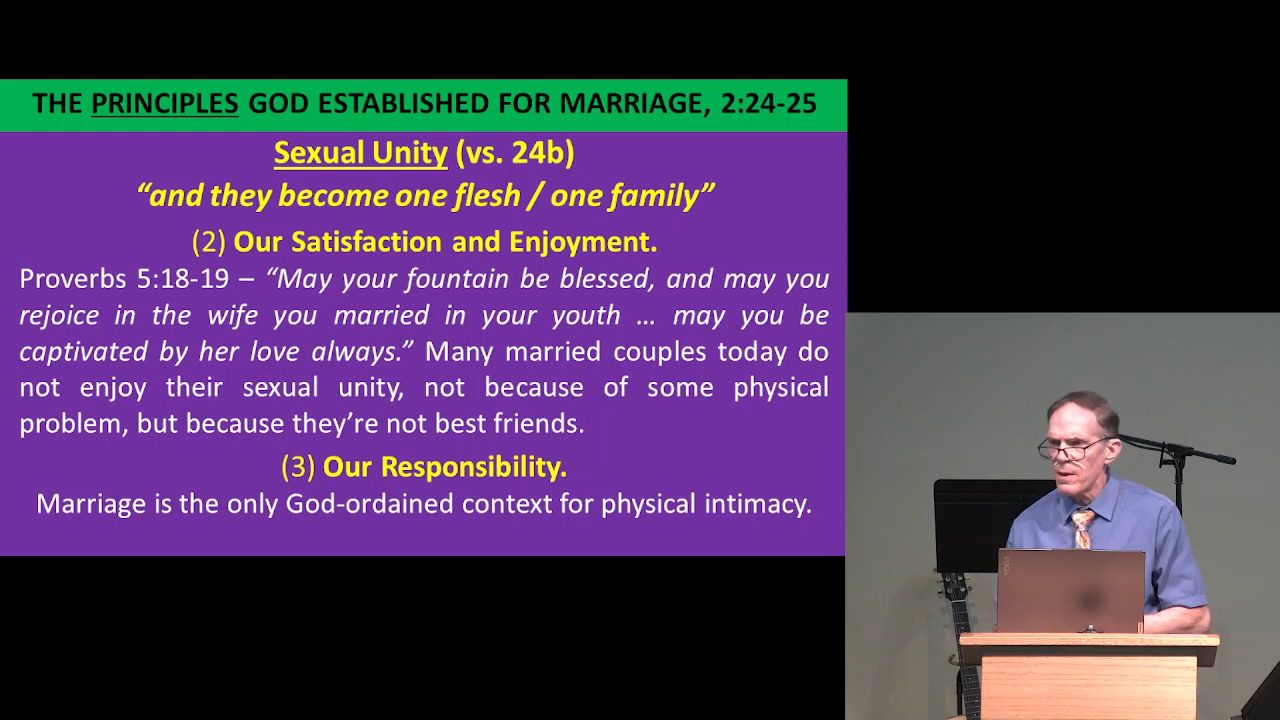 THE PRINCIPLES GOD ESTABLISHED FOR MARRIAGE, 2:24-25
Sexual Unity (vs. 24b)
“and they become one flesh / one family”
(2) Our Satisfaction and Enjoyment.
Proverbs 5:18-19 – “May your fountain be blessed, and may you
rejoice in the wife you married in your youth … may you be
captivated by her love always.” Many married couples today do
not enjoy their sexual unity, not because of some physical
problem, but because they’re not best friends.
(3) Our Responsibility.
Marriage is the only God-ordained context for physical intimacy.